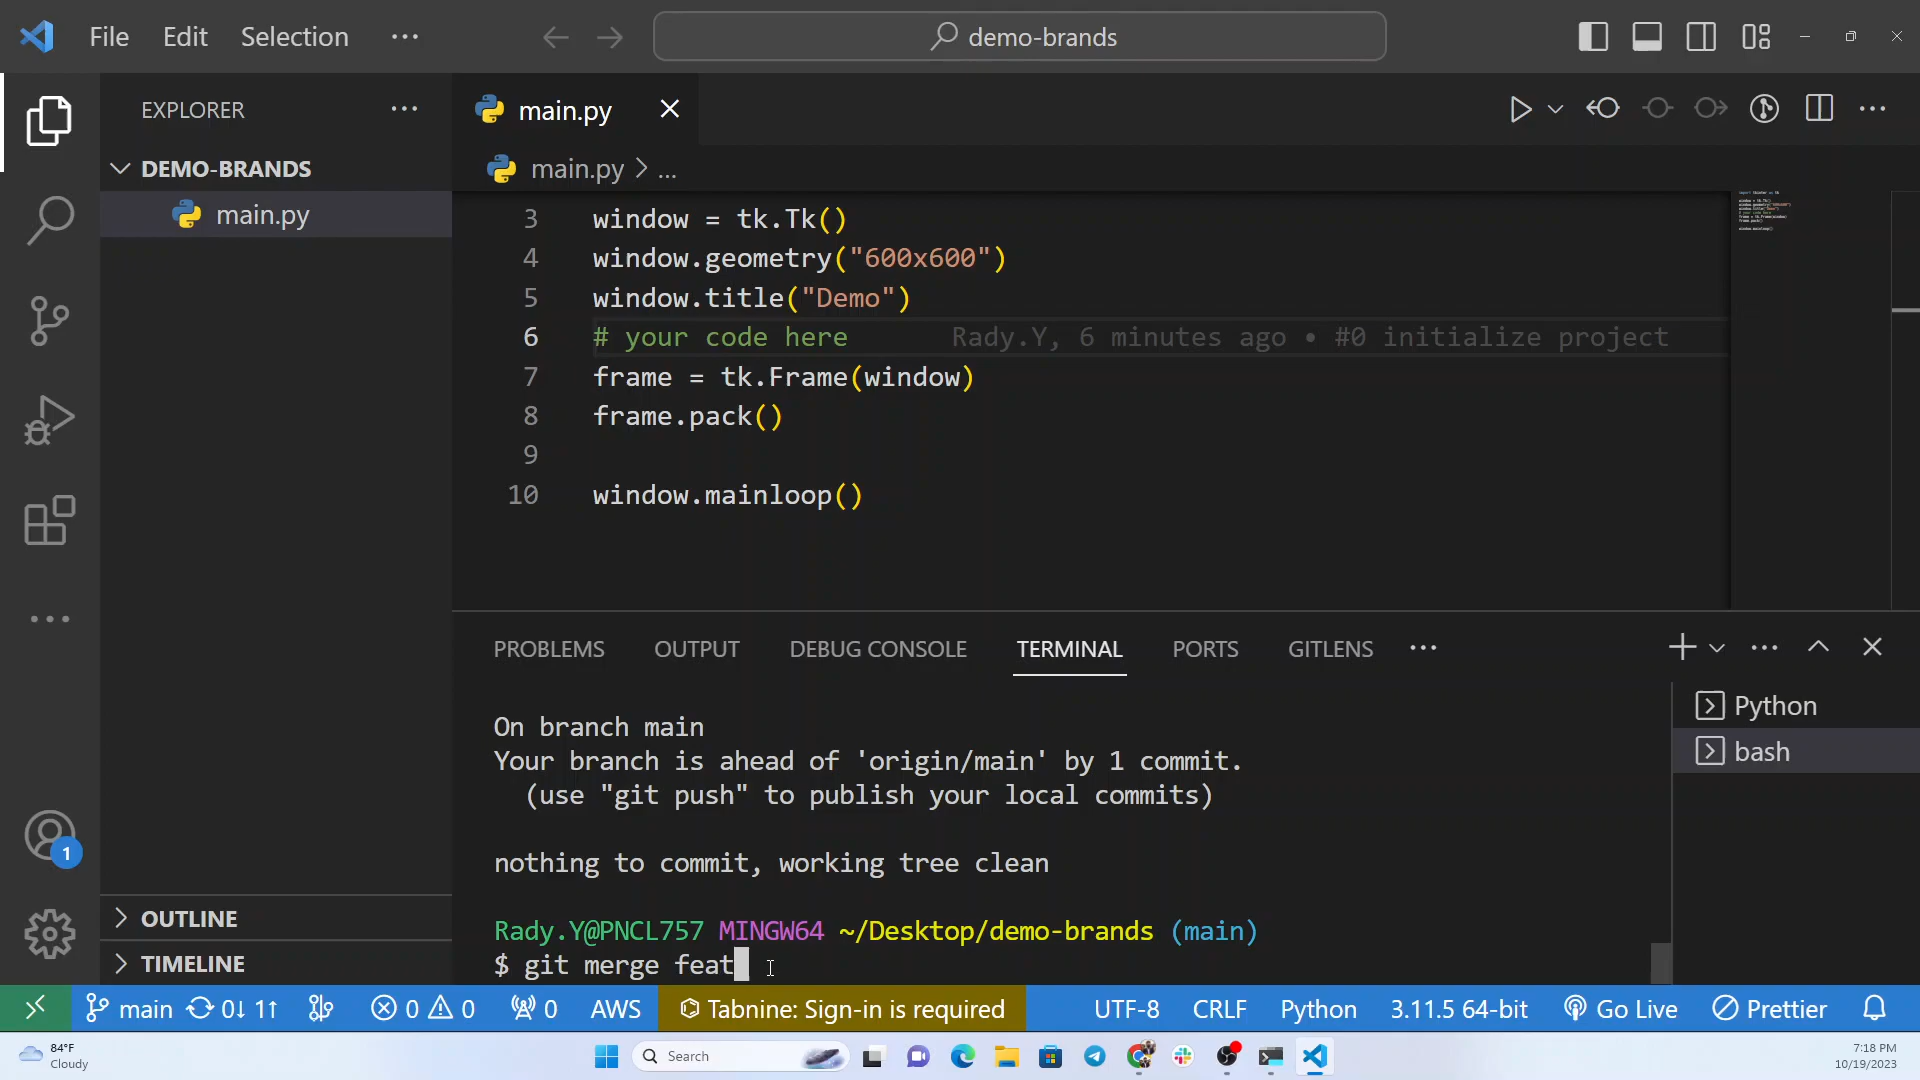 File Edit Selection ...
demo-brands
EXPLORER ...
DEMO-BRANDS
main.py
main.py
main.py > ...
3 window = tk.Tk()
4 window.geometry("600x600")
5 window.title("Demo")
6 # your code here Rady.Y, 6 minutes ago • #0 initialize project
7 frame = tk.Frame(window)
8 frame.pack()
9
10 window.mainloop()
PROBLEMS OUTPUT DEBUG CONSOLE TERMINAL PORTS GITLENS ...
Python
bash
On branch main
Your branch is ahead of 'origin/main' by 1 commit.
(use "git push" to publish your local commits)
nothing to commit, working tree clean
Rady.Y@PNCL757 MINGW64 ~/Desktop/demo-brands (main)
$ git merge feat
1
OUTLINE
TIMELINE
main 0↓ 1↑ 0 0 0 AWS Tabnine: Sign-in is required UTF-8 CRLF Python 3.11.5 64-bit Go Live Prettier
84°F
Cloudy
Search
7:18 PM
10/19/2023